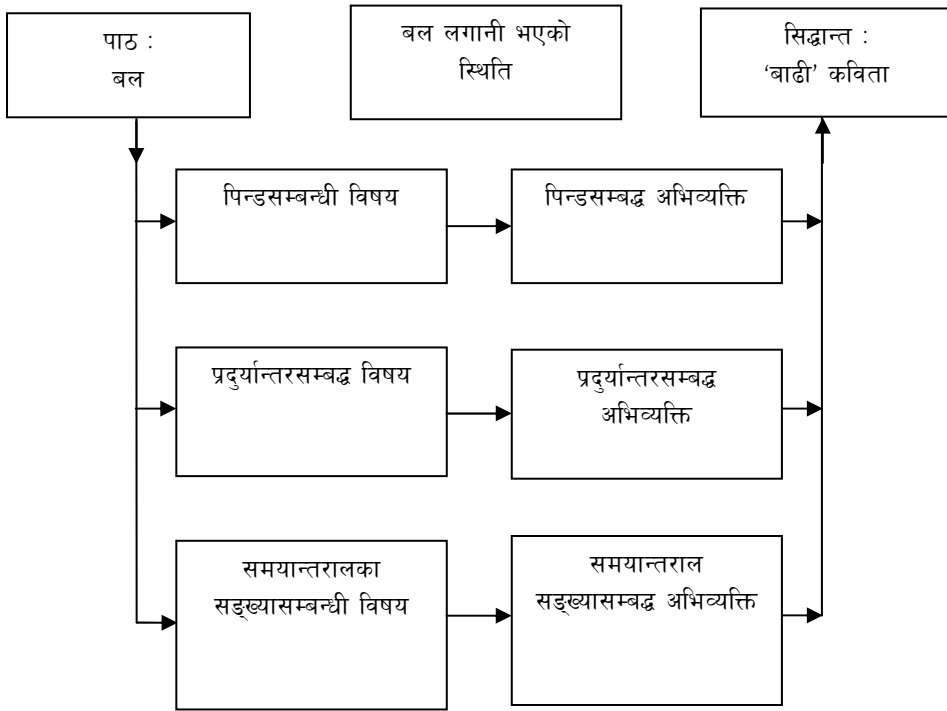 पाठ :
बल
बल लगानी भएको
स्थिति
सिद्धान्त :
‘बाढी’ कविता
पिन्डसम्बन्धी विषय
पिन्डसम्बद्ध अभिव्यक्ति
प्रदुर्यान्तरसम्बद्ध विषय
प्रदुर्यान्तरसम्बद्ध
अभिव्यक्ति
समयान्तरालका
सङ्ख्यासम्बन्धी विषय
समयान्तराल
सङ्ख्यासम्बद्ध अभिव्यक्ति